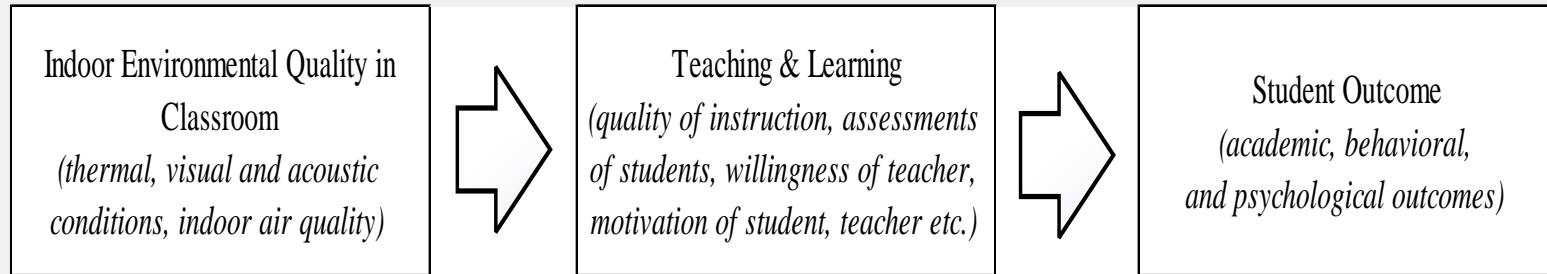 Indoor Environmental Quality in
Classroom
(thermal, visual and acoustic
conditions, indoor air quality)
Teaching & Learning
(quality of instruction, assessments
of students, willingness of teacher,
motivation of student, teacher etc.)
Student Outcome
(academic, behavioral,
and psychological outcomes)